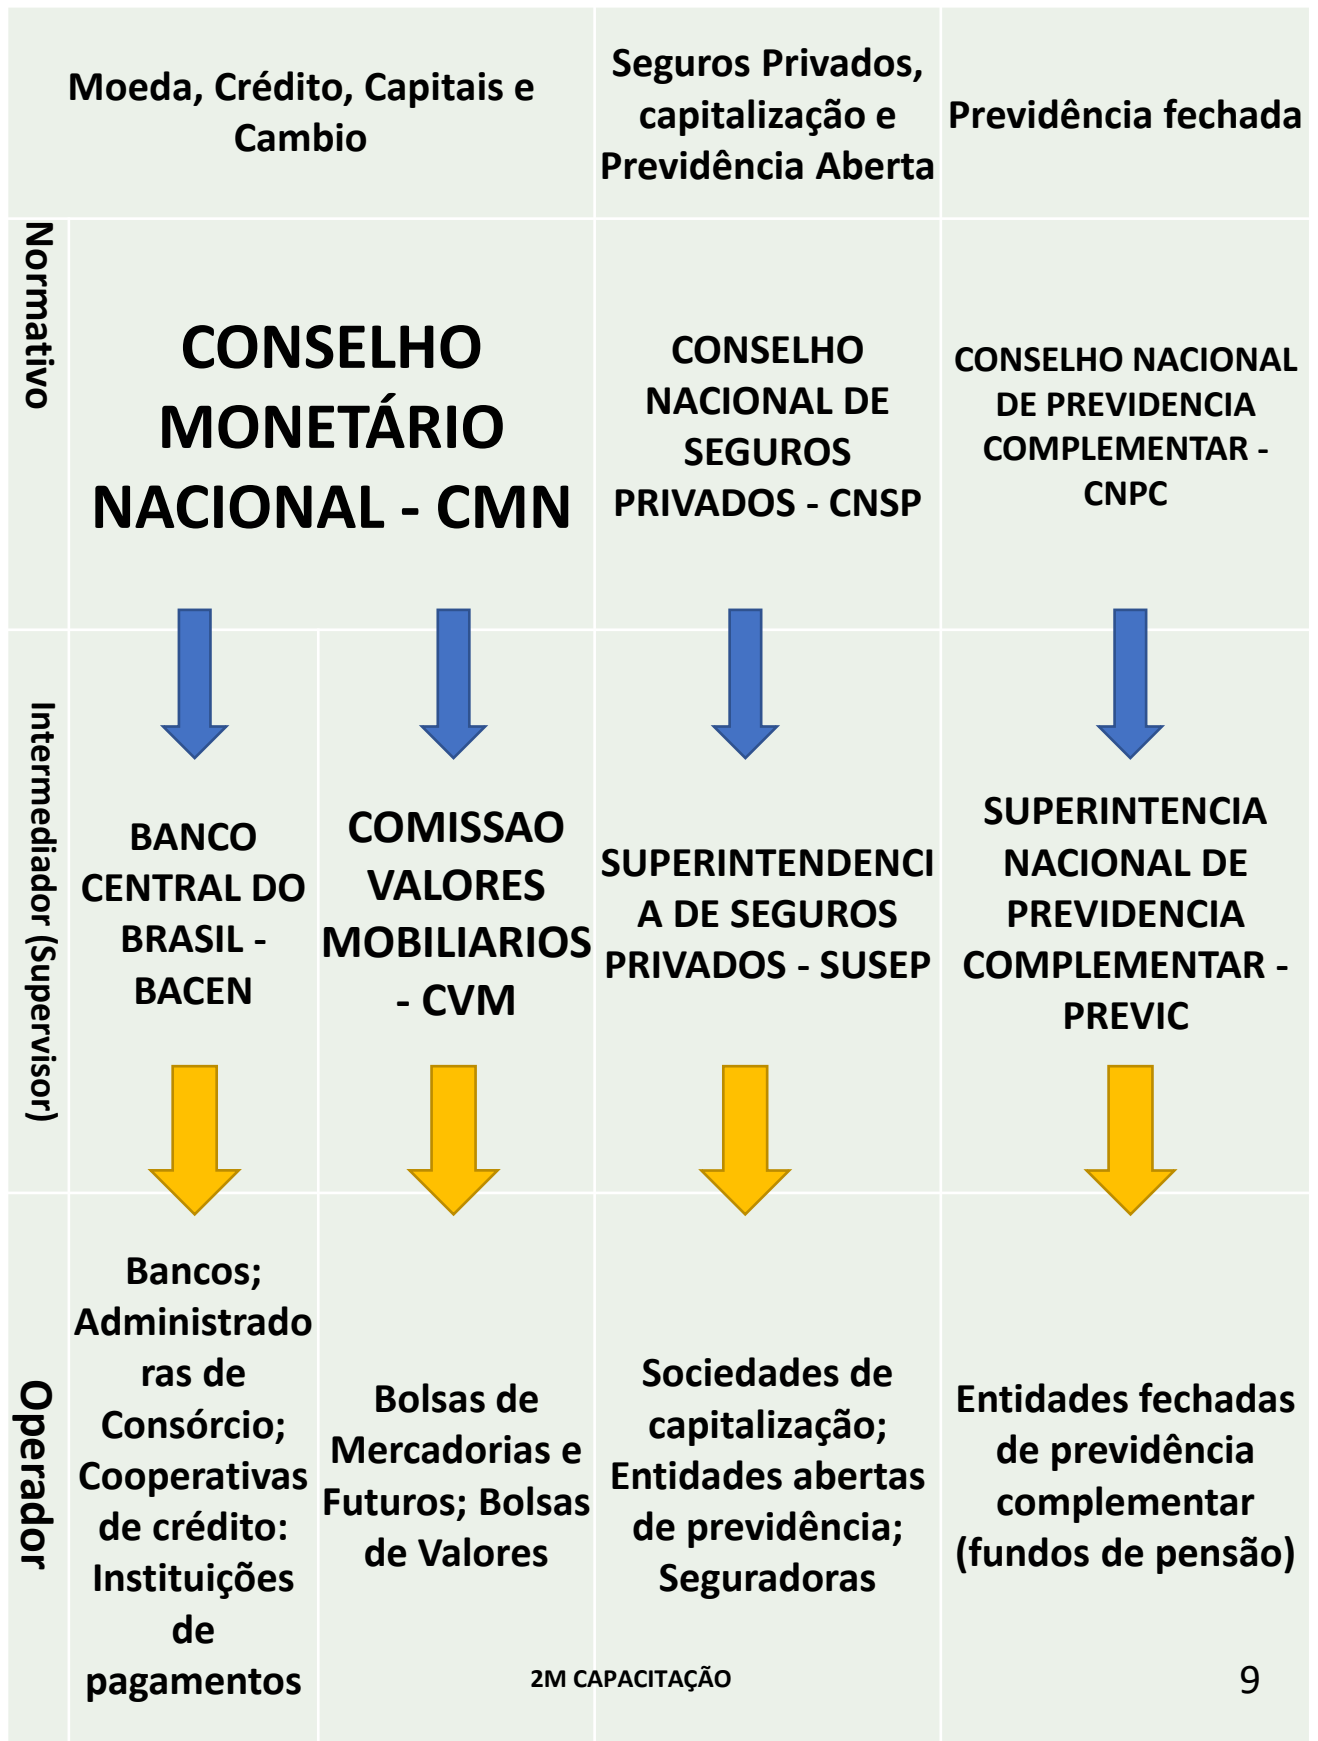 Moeda, Crédito, Capitais e
Cambio
Seguros Privados,
capitalização e
Previdência Aberta
Previdência fechada
Normativo
CONSELHO
MONETÁRIO
NACIONAL - CMN
CONSELHO
NACIONAL DE
SEGUROS
PRIVADOS - CNSP
CONSELHO NACIONAL
DE PREVIDENCIA
COMPLEMENTAR -
CNPC
Intermediador (Supervisor)
BANCO
CENTRAL DO
BRASIL -
BACEN
COMISSAO
VALORES
MOBILIARIOS
- CVM
SUPERINTENDENCI
A DE SEGUROS
PRIVADOS - SUSEP
SUPERINTENCIA
NACIONAL DE
PREVIDENCIA
COMPLEMENTAR -
PREVIC
Operador
Bancos;
Administrado
ras de
Consórcio;
Cooperativas
de crédito:
Instituições
de
pagamentos
Bolsas de
Mercadorias e
Futuros; Bolsas
de Valores
Sociedades de
capitalização;
Entidades abertas
de previdência;
Seguradoras
Entidades fechadas
de previdência
complementar
(fundos de pensão)
2M CAPACITAÇÃO
9